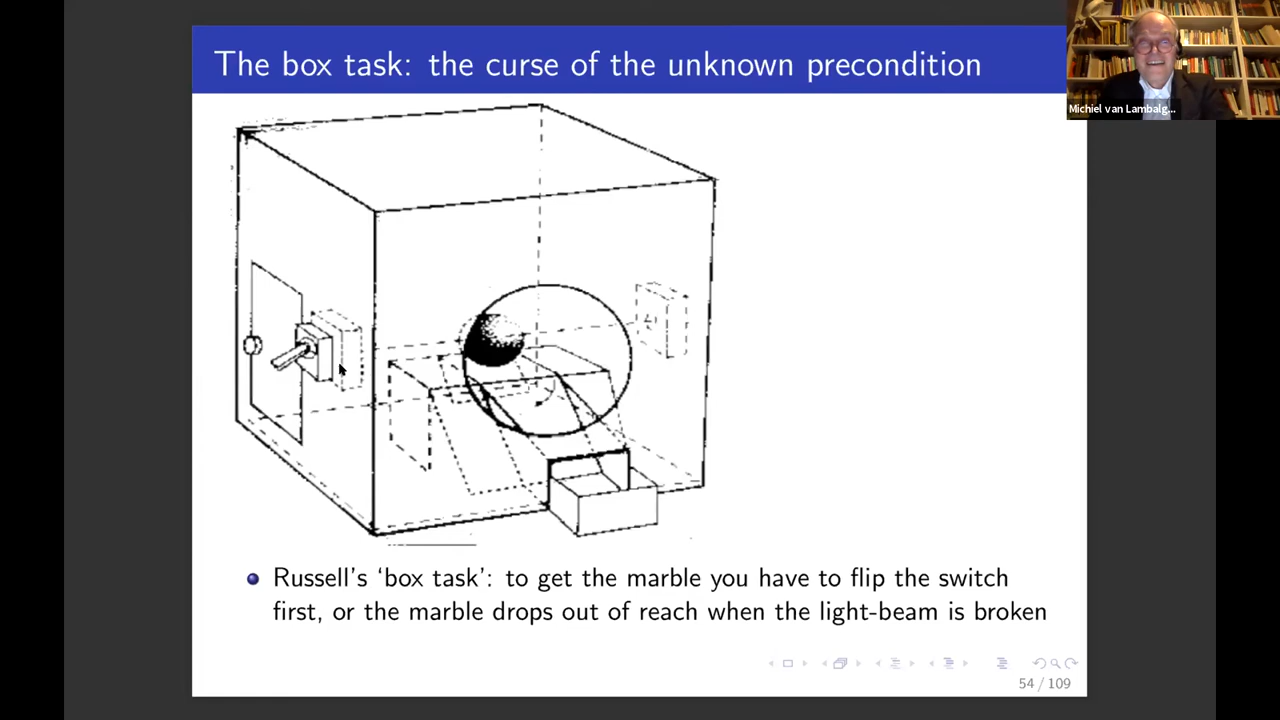 The box task: the curse of the unknown precondition
Michiel van Lambalg...
Russell's ‘box task’: to get the marble you have to flip the switch
first, or the marble drops out of reach when the light-beam is broken
54 / 109